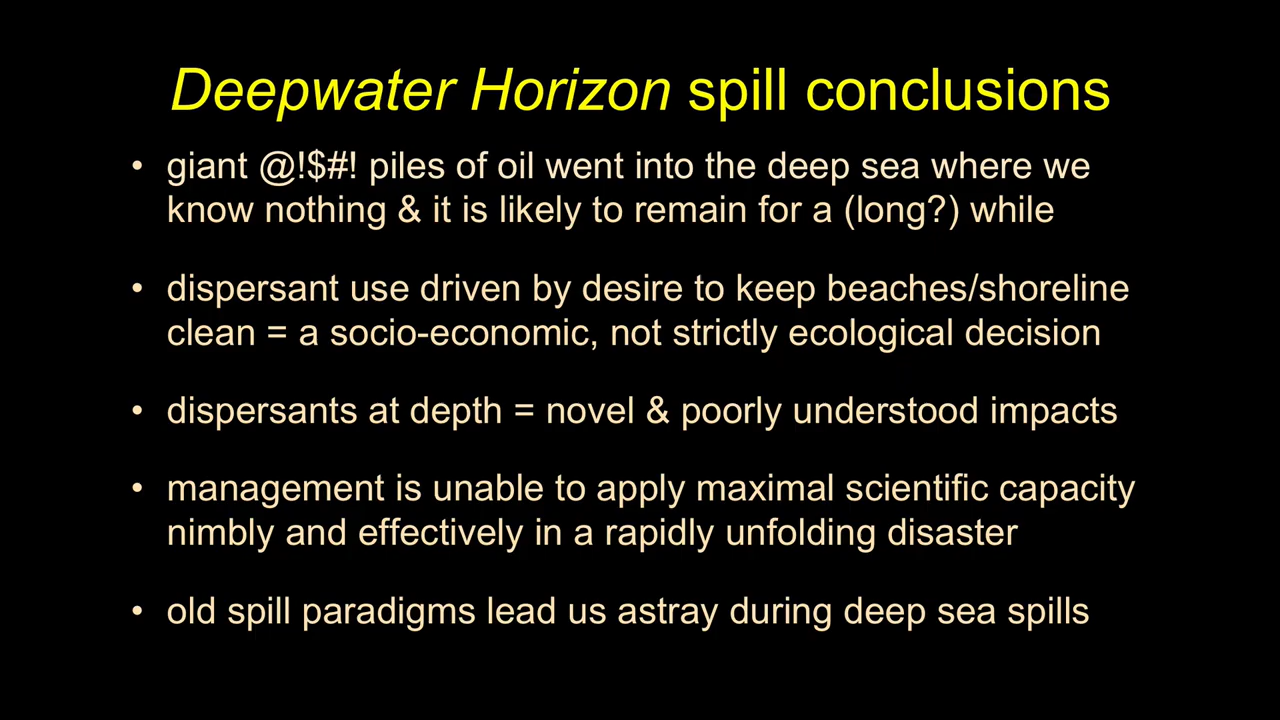 Deepwater Horizon spill conclusions
• giant @!$#! piles of oil went into the deep sea where we
know nothing & it is likely to remain for a (long?) while
• dispersant use driven by desire to keep beaches/shoreline
clean = a socio-economic, not strictly ecological decision
• dispersants at depth = novel & poorly understood impacts
• management is unable to apply maximal scientific capacity
nimbly and effectively in a rapidly unfolding disaster
• old spill paradigms lead us astray during deep sea spills